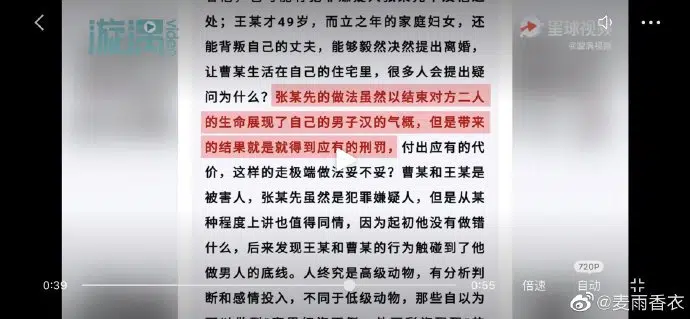 漩涡
video
星球视频
@漩涡视频
处；王某才49岁，而立之年的家庭妇女，还
能背叛自己的丈夫，能够毅然决然提出离婚，
让曹某生活在自己的住宅里，很多人会提出疑
问为什么？张某先的做法虽然以结束对方二人
的生命展现了自己的男子汉的气概，但是带来
的结果就是就得到应有的刑罚，付出应有的代
价，这样的走极端做法妥不妥？曹某和王某是
被害人，张某先虽然是犯罪嫌疑人，但是从某
种程度上讲也值得同情，因为起初他没有做错
什么，后来发现王某和曹某的行为触碰到了他
做男人的底线。人终究是高级动物，有分析判
断和感情投入，不同于低级动物，那些自以为
0:39
0:55
倍速
720P
自动
@麦雨香衣